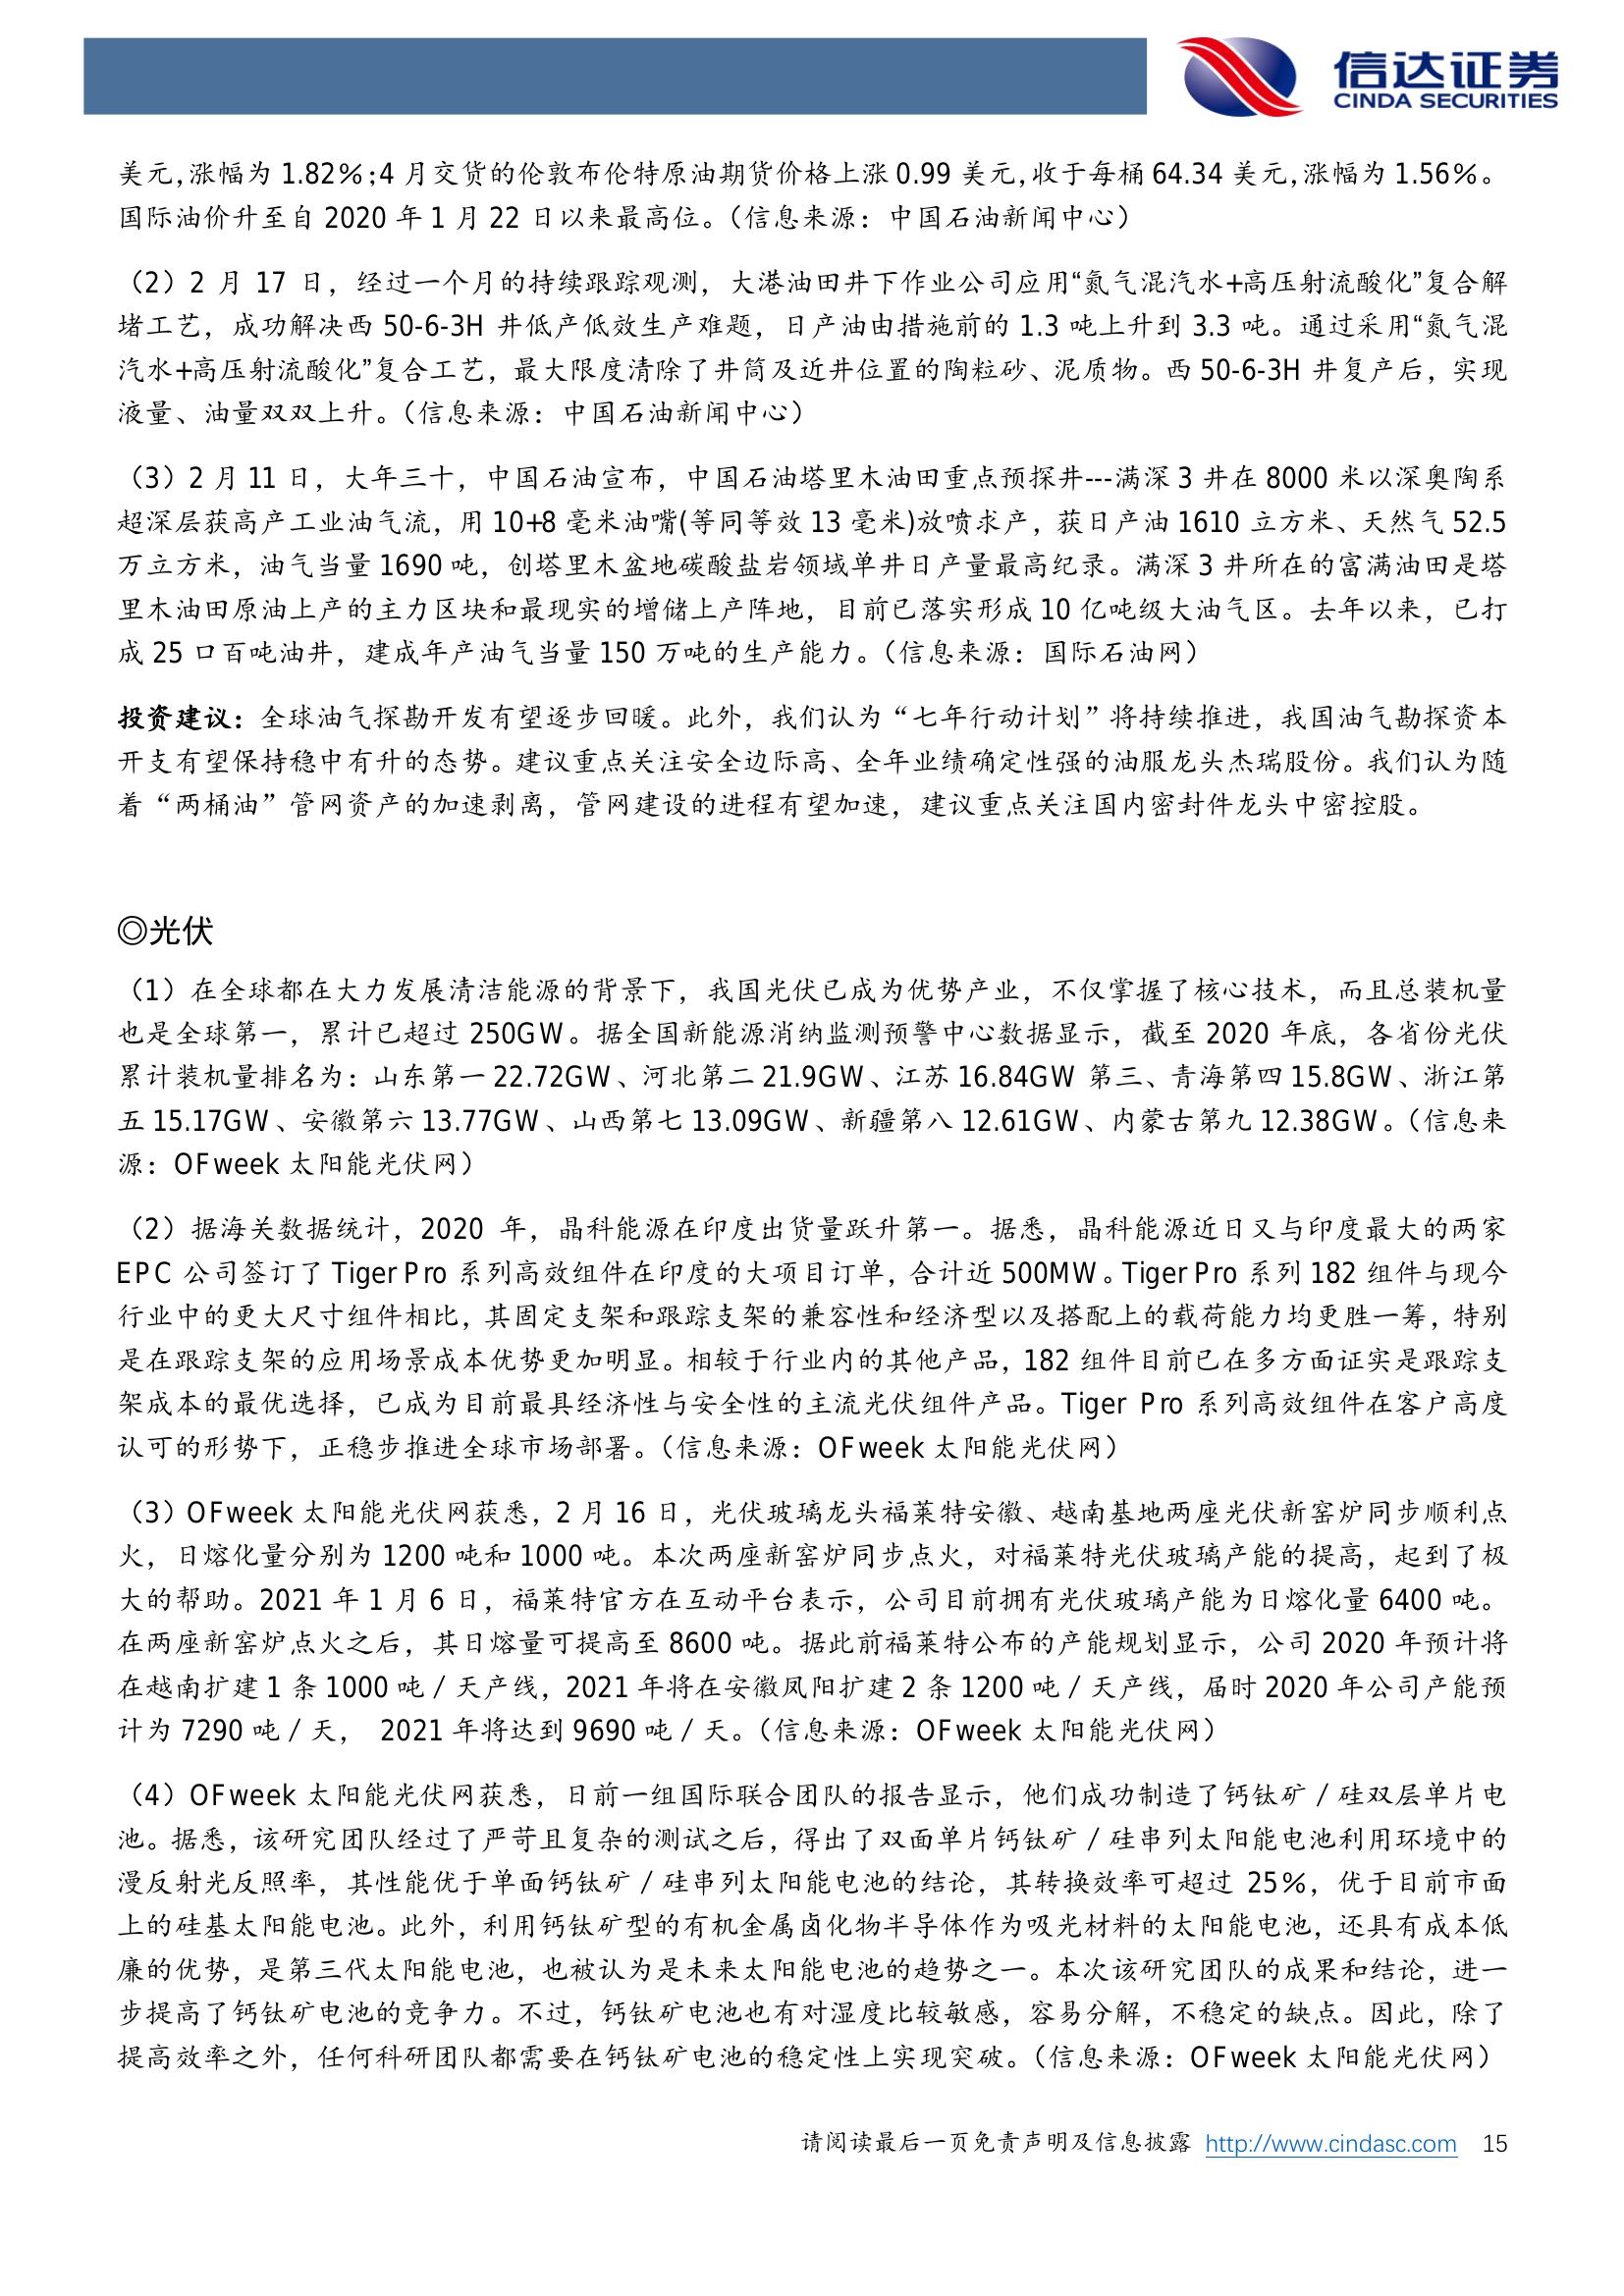 信达证券
CINDA SECURITIES
美元,涨幅为 1.82%;4 月交货的伦敦布伦特原油期货价格上涨 0.99 美元,收于每桶 64.34 美元,涨幅为 1.56%。
国际油价升至自 2020 年 1 月 22 日以来最高位。（信息来源：中国石油新闻中心）
（2）2 月 17 日，经过一个月的持续跟踪观测，大港油田井下作业公司应用“氮气混汽水+高压射流酸化”复合解
堵工艺，成功解决西 50-6-3H 井低产低效生产难题，日产油由措施前的 1.3 吨上升到 3.3 吨。通过采用“氮气混
汽水+高压射流酸化”复合工艺，最大限度清除了井筒及近井位置的陶粒砂、泥质物。西 50-6-3H 井复产后，实现
液量、油量双双上升。（信息来源：中国石油新闻中心）
（3）2 月 11 日，大年三十，中国石油宣布，中国石油塔里木油田重点预探井---满深 3 井在 8000 米以深奥陶系
超深层获高产工业油气流，用 10+8 毫米油嘴(等同等效 13 毫米)放喷求产，获日产油 1610 立方米、天然气 52.5
万立方米，油气当量 1690 吨，创塔里木盆地碳酸盐岩领域单井日产量最高纪录。满深 3 井所在的富满油田是塔
里木油田原油上产的主力区块和最现实的增储上产阵地，目前已落实形成 10 亿吨级大油气区。去年以来，已打
成 25 口百吨油井，建成年产油气当量 150 万吨的生产能力。（信息来源：国际石油网）
投资建议：全球油气探勘开发有望逐步回暖。此外，我们认为“七年行动计划”将持续推进，我国油气勘探资本
开支有望保持稳中有升的态势。建议重点关注安全边际高、全年业绩确定性强的油服龙头杰瑞股份。我们认为随
着“两桶油”管网资产的加速剥离，管网建设的进程有望加速，建议重点关注国内密封件龙头中密控股。
◎光伏
（1）在全球都在大力发展清洁能源的背景下，我国光伏已成为优势产业，不仅掌握了核心技术，而且总装机量
也是全球第一，累计已超过 250GW。据全国新能源消纳监测预警中心数据显示，截至 2020 年底，各省份光伏
累计装机量排名为：山东第一 22.72GW、河北第二 21.9GW、江苏 16.84GW 第三、青海第四 15.8GW、浙江第
五 15.17GW、安徽第六 13.77GW、山西第七 13.09GW、新疆第八 12.61GW、内蒙古第九 12.38GW。（信息来
源：OFweek 太阳能光伏网）
（2）据海关数据统计，2020 年，晶科能源在印度出货量跃升第一。据悉，晶科能源近日又与印度最大的两家
EPC 公司签订了 Tiger Pro 系列高效组件在印度的大项目订单，合计近 500MW。Tiger Pro 系列 182 组件与现今
行业中的更大尺寸组件相比，其固定支架和跟踪支架的兼容性和经济型以及搭配上的载荷能力均更胜一筹，特别
是在跟踪支架的应用场景成本优势更加明显。相较于行业内的其他产品，182 组件目前已在多方面证实是跟踪支
架成本的最优选择，已成为目前最具经济性与安全性的主流光伏组件产品。Tiger Pro 系列高效组件在客户高度
认可的形势下，正稳步推进全球市场部署。（信息来源：OFweek 太阳能光伏网）
（3）OFweek 太阳能光伏网获悉，2 月 16 日，光伏玻璃龙头福莱特安徽、越南基地两座光伏新窑炉同步顺利点
火，日熔化量分别为 1200 吨和 1000 吨。本次两座新窑炉同步点火，对福莱特光伏玻璃产能的提高，起到了极
大的帮助。2021 年 1 月 6 日，福莱特官方在互动平台表示，公司目前拥有光伏玻璃产能为日熔化量 6400 吨。
在两座新窑炉点火之后，其日熔量可提高至 8600 吨。据此前福莱特公布的产能规划显示，公司 2020 年预计将
在越南扩建 1 条 1000 吨／天产线，2021 年将在安徽凤阳扩建 2 条 1200 吨／天产线，届时 2020 年公司产能预
计为 7290 吨／天， 2021 年将达到 9690 吨／天。（信息来源：OFweek 太阳能光伏网）
（4）OFweek 太阳能光伏网获悉，日前一组国际联合团队的报告显示，他们成功制造了钙钛矿／硅双层单片电
池。据悉，该研究团队经过了严苛且复杂的测试之后，得出了双面单片钙钛矿／硅串列太阳能电池利用环境中的
漫反射光反照率，其性能优于单面钙钛矿／硅串列太阳能电池的结论，其转换效率可超过 25%，优于目前市面
上的硅基太阳能电池。此外，利用钙钛矿型的有机金属卤化物半导体作为吸光材料的太阳能电池，还具有成本低
廉的优势，是第三代太阳能电池，也被认为是未来太阳能电池的趋势之一。本次该研究团队的成果和结论，进一
步提高了钙钛矿电池的竞争力。不过，钙钛矿电池也有对湿度比较敏感，容易分解，不稳定的缺点。因此，除了
提高效率之外，任何科研团队都需要在钙钛矿电池的稳定性上实现突破。（信息来源：OFweek 太阳能光伏网）
请阅读最后一页免责声明及信息披露 http://www.cindasc.com 15